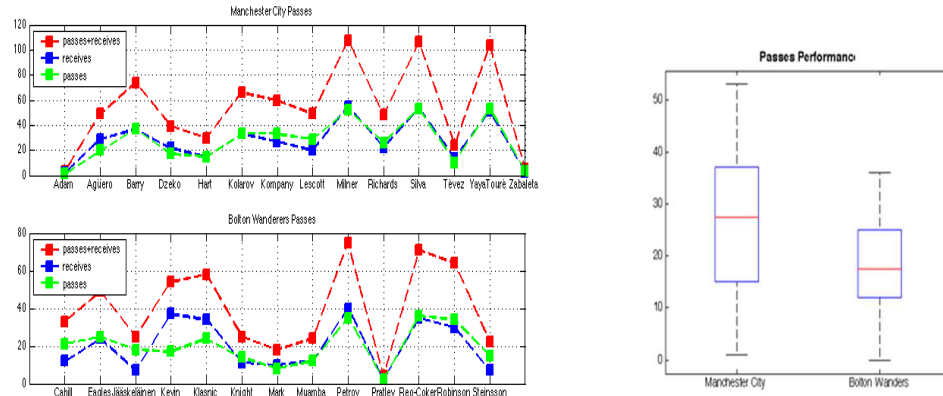 Manchester City Passes
120
100
80
60
40
20
0
passes+receives
receives
passes
Adam Agüero Barry Dzeko Hart Kolarov Kompany Lescott Milner Richards Silva Tévez YayaTouré Zabaleta
Bolton Wanderers Passes
80
60
40
20
0
passes+receives
receives
passes
Cahill Eagles Jääskeläinen Kevin Klasnic Knight Mark Muamba Petrov Pratley Reo-Coker Robinson Steinsson
Passes Performanc
50
40
30
20
10
0
Manchester City Bolton Wanders